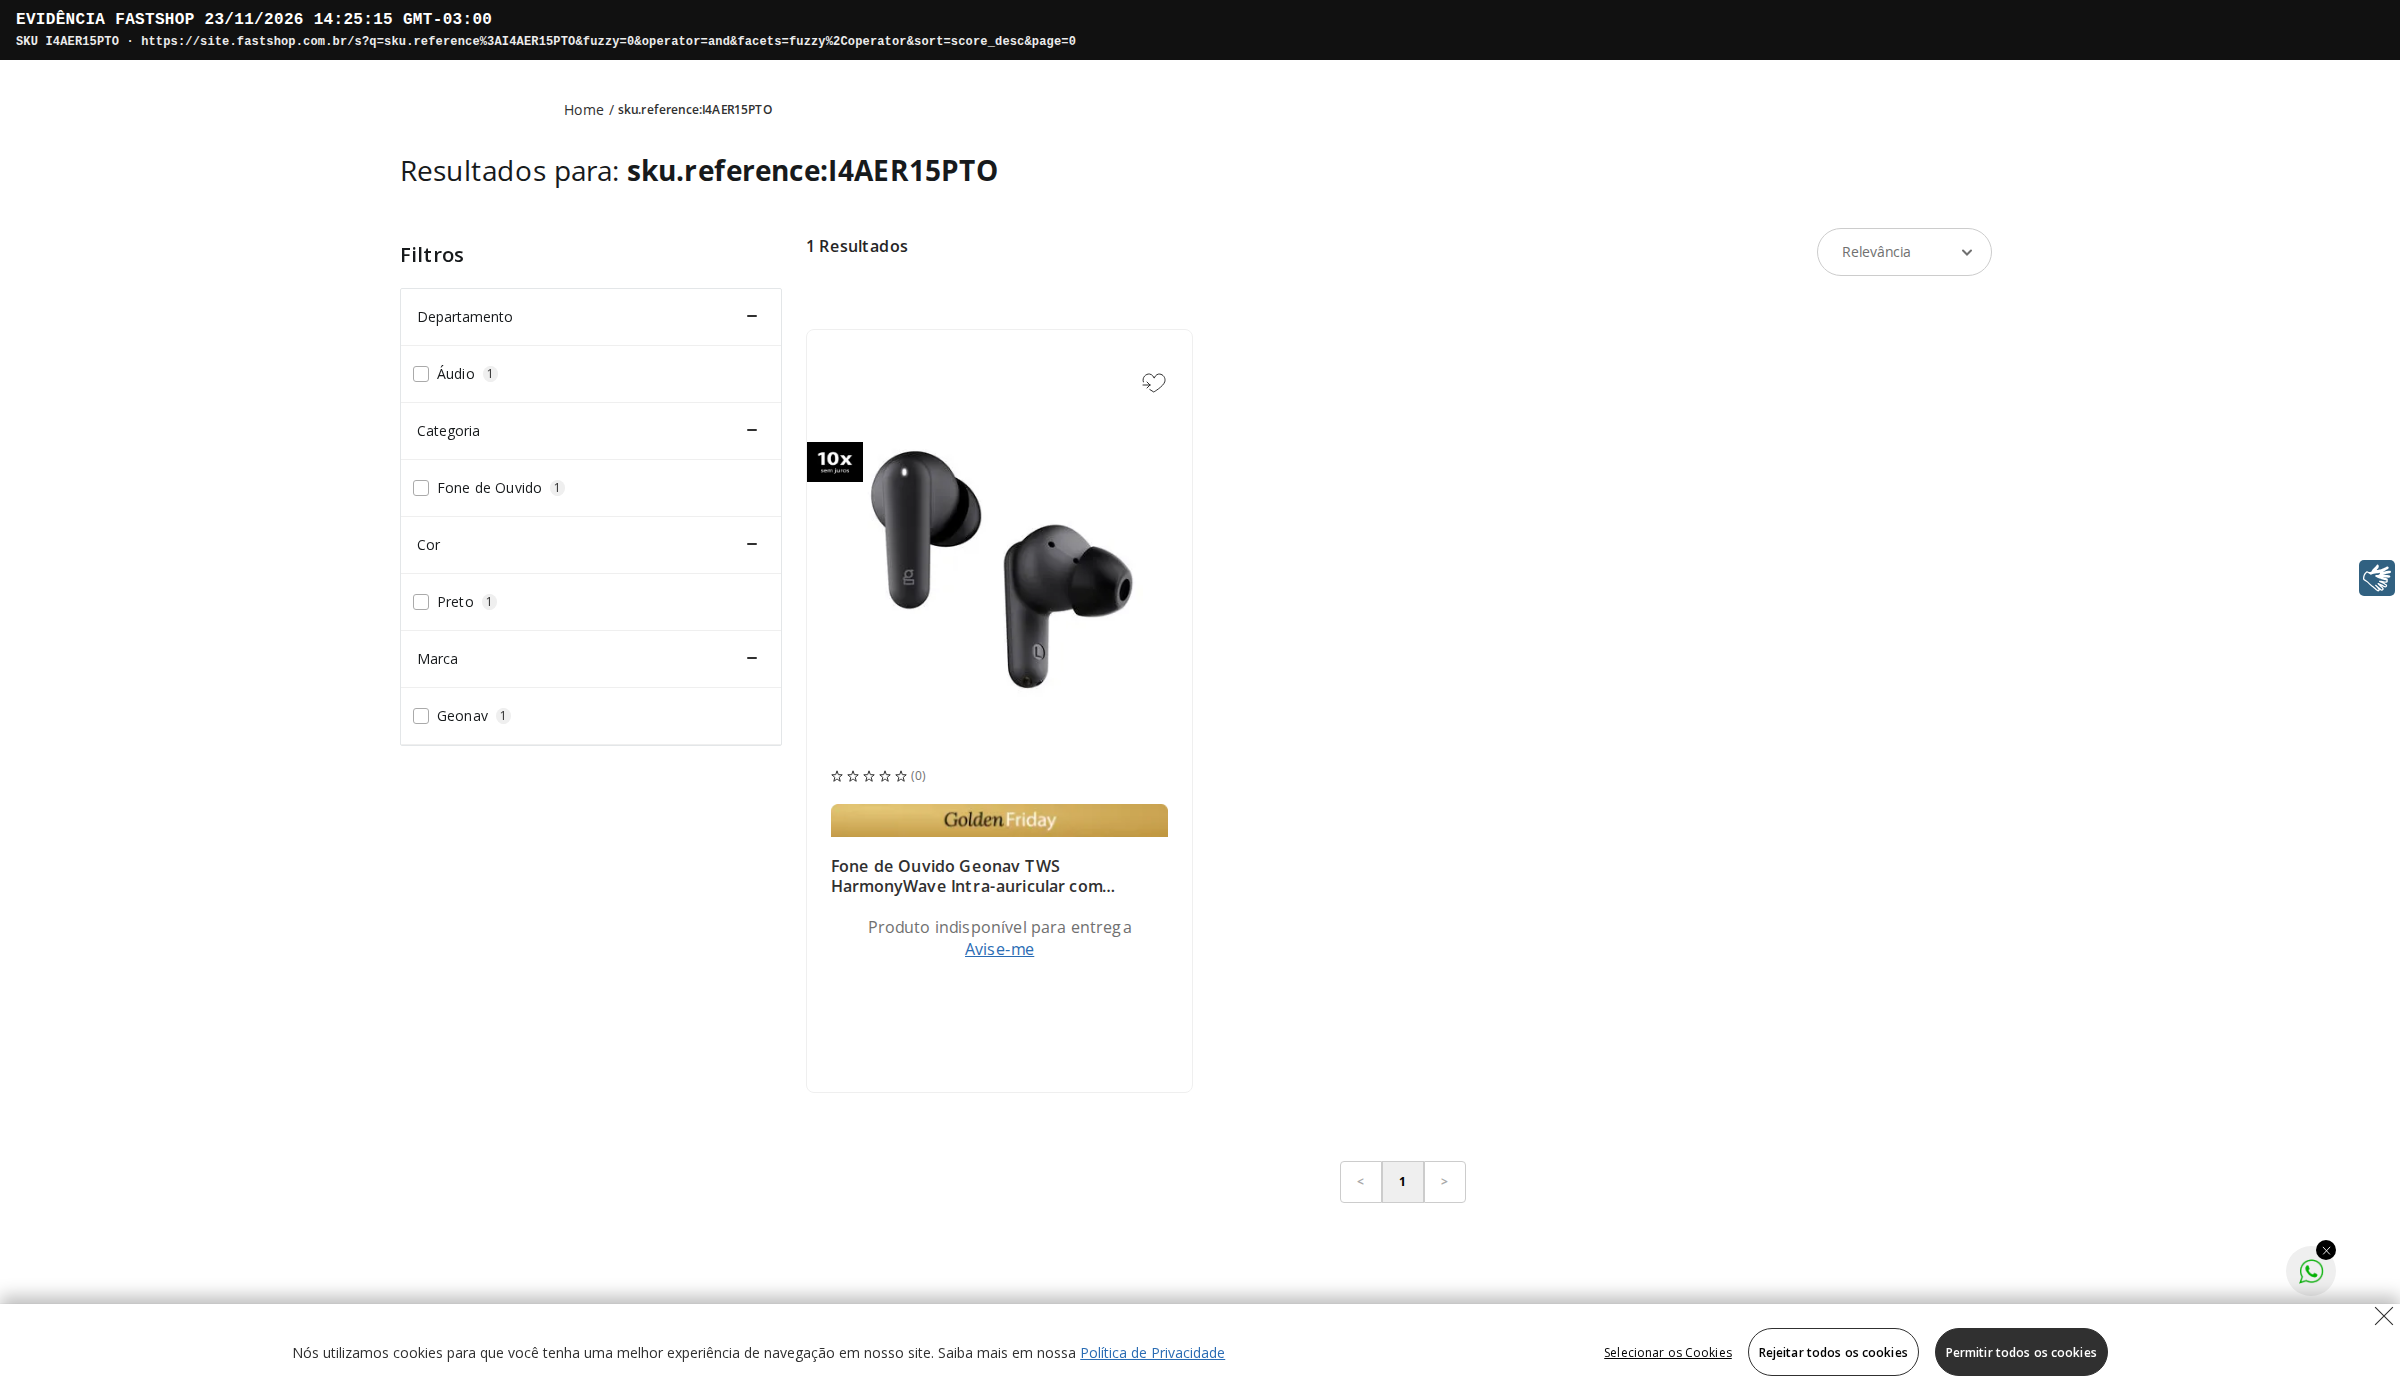 EVIDÊNCIA FASTSHOP 23/11/2026 14:25:15 GMT-03:00
SKU I4AER15PTO · https://site.fastshop.com.br/s?q=sku.reference%3AI4AER15PTO&fuzzy=0&operator=and&facets=fuzzy%2Coperator&sort=score_desc&page=0
Home / sku.reference:I4AER15PTO
Resultados para: sku.reference:I4AER15PTO
Filtros
1 Resultados
Relevância
Departamento
Áudio 1
Categoria
Fone de Ouvido 1
Cor
Preto 1
Marca
Geonav 1
10x
sem juros
(0)
Golden Friday
Fone de Ouvido Geonav TWS
HarmonyWave Intra-auricular com...
Produto indisponível para entrega
Avise-me
< 1 >
Nós utilizamos cookies para que você tenha uma melhor experiência de navegação em nosso site. Saiba mais em nossa Política de Privacidade
Selecionar os Cookies
Rejeitar todos os cookies
Permitir todos os cookies